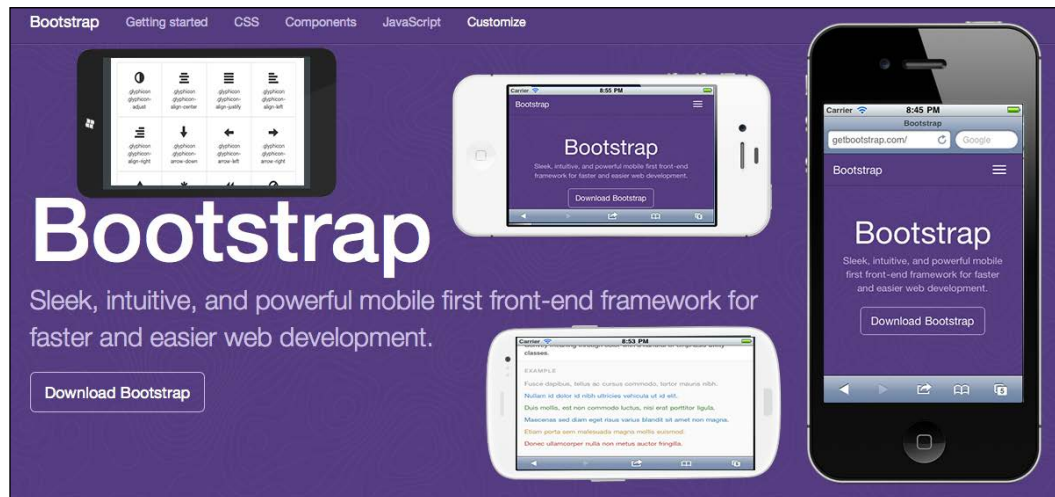 Bootstrap Getting started CSS Components JavaScript Customize
glyphicon glyphicon glyphicon glyphicon
glyphicon- glyphicon- glyphicon- glyphicon-
adjust align-center align-justify align-left
glyphicon glyphicon glyphicon glyphicon
glyphicon- glyphicon- glyphicon- glyphicon-
align-right arrow-down arrow-left arrow-right
Carrier 8:55 PM
Bootstrap
Bootstrap
Sleek, intuitive, and powerful mobile first front-end
framework for faster and easier web development.
Download Bootstrap
Carrier 8:45 PM
Bootstrap
getbootstrap.com/ Google
Bootstrap
Bootstrap
Sleek, intuitive, and powerful mobile
first front-end framework for faster
and easier web development.
Download Bootstrap
5
Bootstrap
Sleek, intuitive, and powerful mobile first front-end framework for
faster and easier web development.
Download Bootstrap
Carrier 8:53 PM
classes.
EXAMPLE
Fusce dapibus, tellus ac cursus commodo, tortor mauris nibh.
Nullam id dolor id nibh ultricies vehicula ut id elit.
Duis mollis, est non commodo luctus, nisi erat porttitor ligula.
Maecenas sed diam eget risus varius blandit sit amet non magna.
Etiam porta sem malesuada magna mollis euismod.
Donec ullamcorper nulla non metus auctor fringilla.